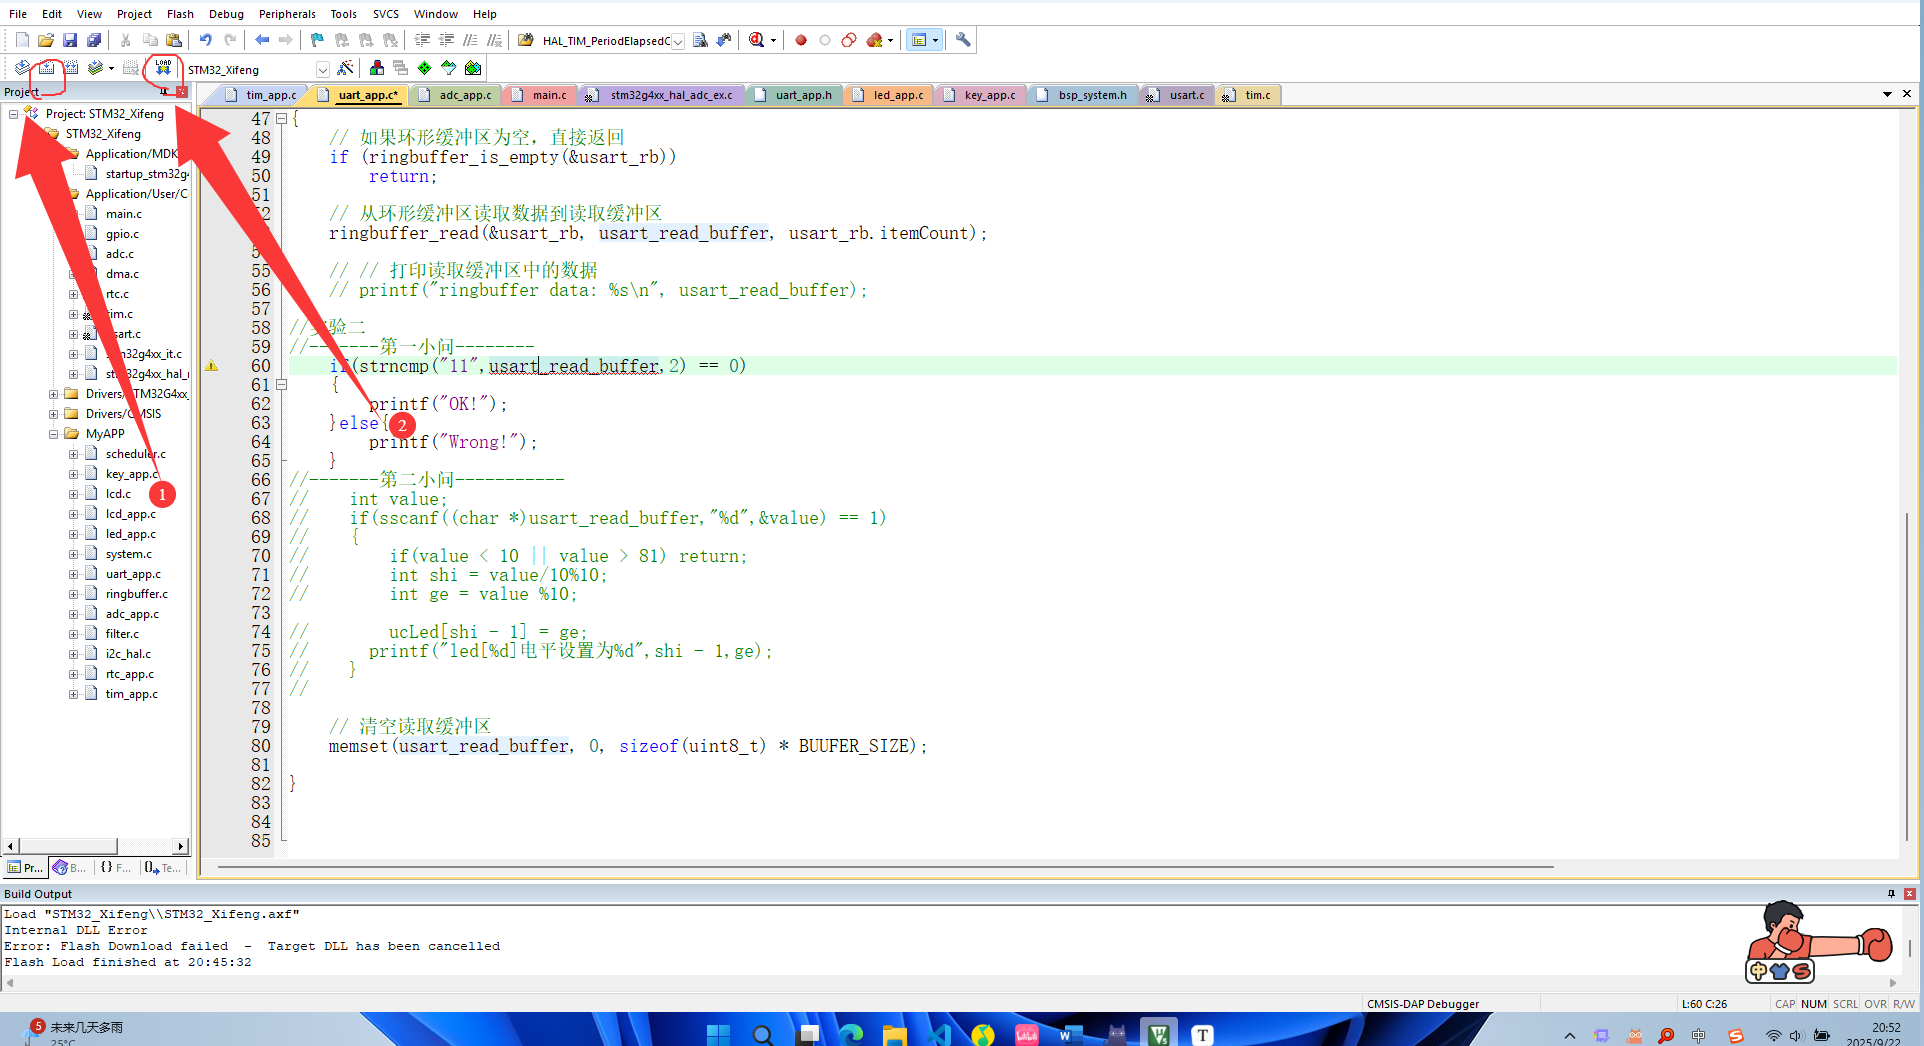 File Edit View Project Flash Debug Peripherals Tools SVCS Window Help
HAL_TIM_PeriodElapsedC
LOAD STM32_Xifeng
Project
tim_app.c uart_app.c* adc_app.c main.c stm32g4xx_hal_adc_ex.c uart_app.h led_app.c key_app.c bsp_system.h usart.c tim.c
Project: STM32_Xifeng
STM32_Xifeng
Application/MDK
startup_stm32g4
Application/User/C
main.c
gpio.c
adc.c
dma.c
rtc.c
tim.c
usart.c
stm32g4xx_it.c
stm32g4xx_hal_
Drivers/STM32G4xx_
Drivers/CMSIS
MyAPP
scheduler.c
key_app.c
lcd.c
lcd_app.c
led_app.c
system.c
uart_app.c
ringbuffer.c
adc_app.c
filter.c
i2c_hal.c
rtc_app.c
tim_app.c
1
2
Pr... B... {} F... Te...
47 {
48 // 如果环形缓冲区为空，直接返回
49 if (ringbuffer_is_empty(&usart_rb))
50 return;
51
52 // 从环形缓冲区读取数据到读取缓冲区
ringbuffer_read(&usart_rb, usart_read_buffer, usart_rb.itemCount);
54
55 // // 打印读取缓冲区中的数据
56 // printf("ringbuffer data: %s\n", usart_read_buffer);
57
58 //实验二
59 //-------第一小问--------
60 if(strncmp("11",usart_read_buffer,2) == 0)
61 {
62 printf("OK!");
63 }else{
64 printf("Wrong!");
65 }
66 //-------第二小问-----------
67 // int value;
68 // if(sscanf((char *)usart_read_buffer,"%d",&value) == 1)
69 // {
70 // if(value < 10 || value > 81) return;
71 // int shi = value/10%10;
72 // int ge = value %10;
73
74 // ucLed[shi - 1] = ge;
75 // printf("led[%d]电平设置为%d",shi - 1,ge);
76 // }
77 //
78
79 // 清空读取缓冲区
80 memset(usart_read_buffer, 0, sizeof(uint8_t) * BUUFER_SIZE);
81
82 }
83
84
85
Build Output
Load "STM32_Xifeng\\STM32_Xifeng.axf"
Internal DLL Error
Error: Flash Download failed - Target DLL has been cancelled
Flash Load finished at 20:45:32
中 S
CMSIS-DAP Debugger L:60 C:26 CAP NUM SCRL OVR R/W
5 未来几天多雨
25°C
W T 中 S
20:52
2025/9/22